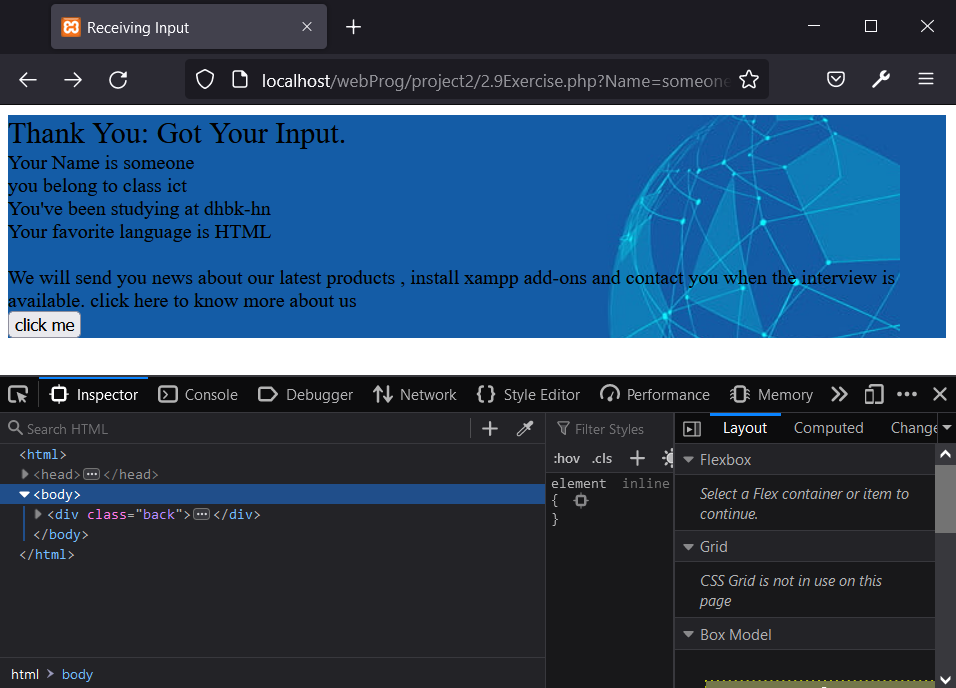 Receiving Input
localhost/webProg/project2/2.9Exercise.php?Name=someone
Thank You: Got Your Input.
Your Name is someone
you belong to class ict
You've been studying at dhbk-hn
Your favorite language is HTML
We will send you news about our latest products , install xampp add-ons and contact you when the interview is
available. click here to know more about us
click me
Inspector Console Debugger Network Style Editor Performance Memory
Search HTML
Filter Styles
Layout Computed Change
:hov .cls
<html>
<head> </head>
<body>
<div class="back"> </div>
</body>
</html>
element inline
{
}
Flexbox
Select a Flex container or item to
continue.
Grid
CSS Grid is not in use on this
page
Box Model
html > body